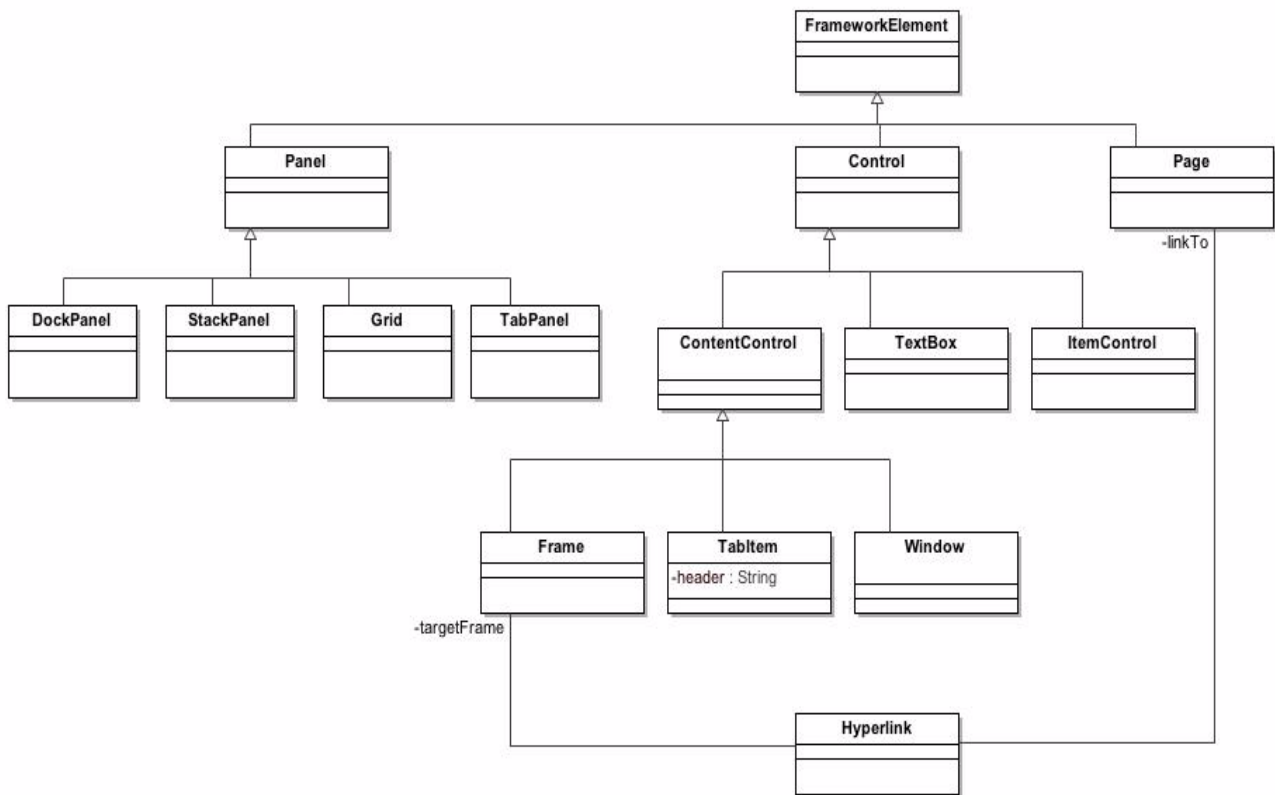 FrameworkElement
Panel
Control
Page
-linkTo
DockPanel
StackPanel
Grid
TabPanel
ContentControl
TextBox
ItemControl
Frame
TabItem
Window
-header : String
-targetFrame
Hyperlink